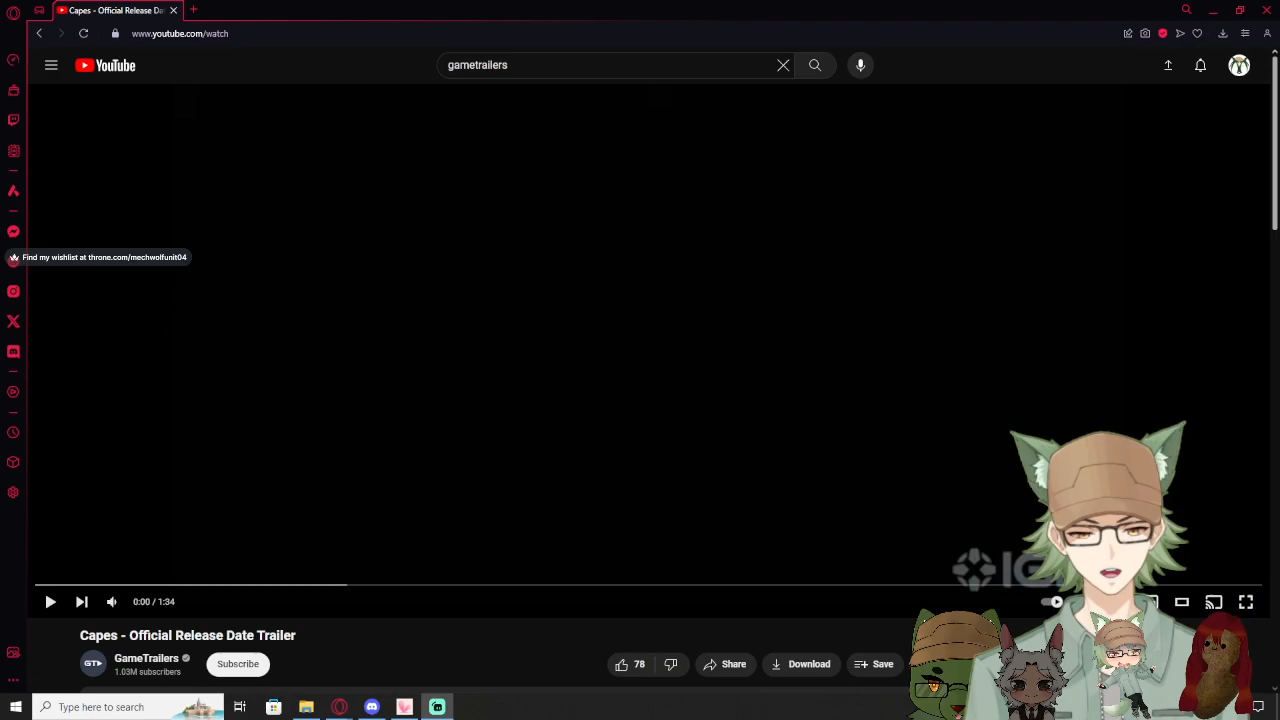 Capes - Official Release Dat
www.youtube.com/watch
YouTube
gametrailers
Find my wishlist at throne.com/mechwolfunit04
0:00 / 1:34
Capes - Official Release Date Trailer
GT
GameTrailers
1.03M subscribers
Subscribe
78
Share
Download
Save
Type here to search